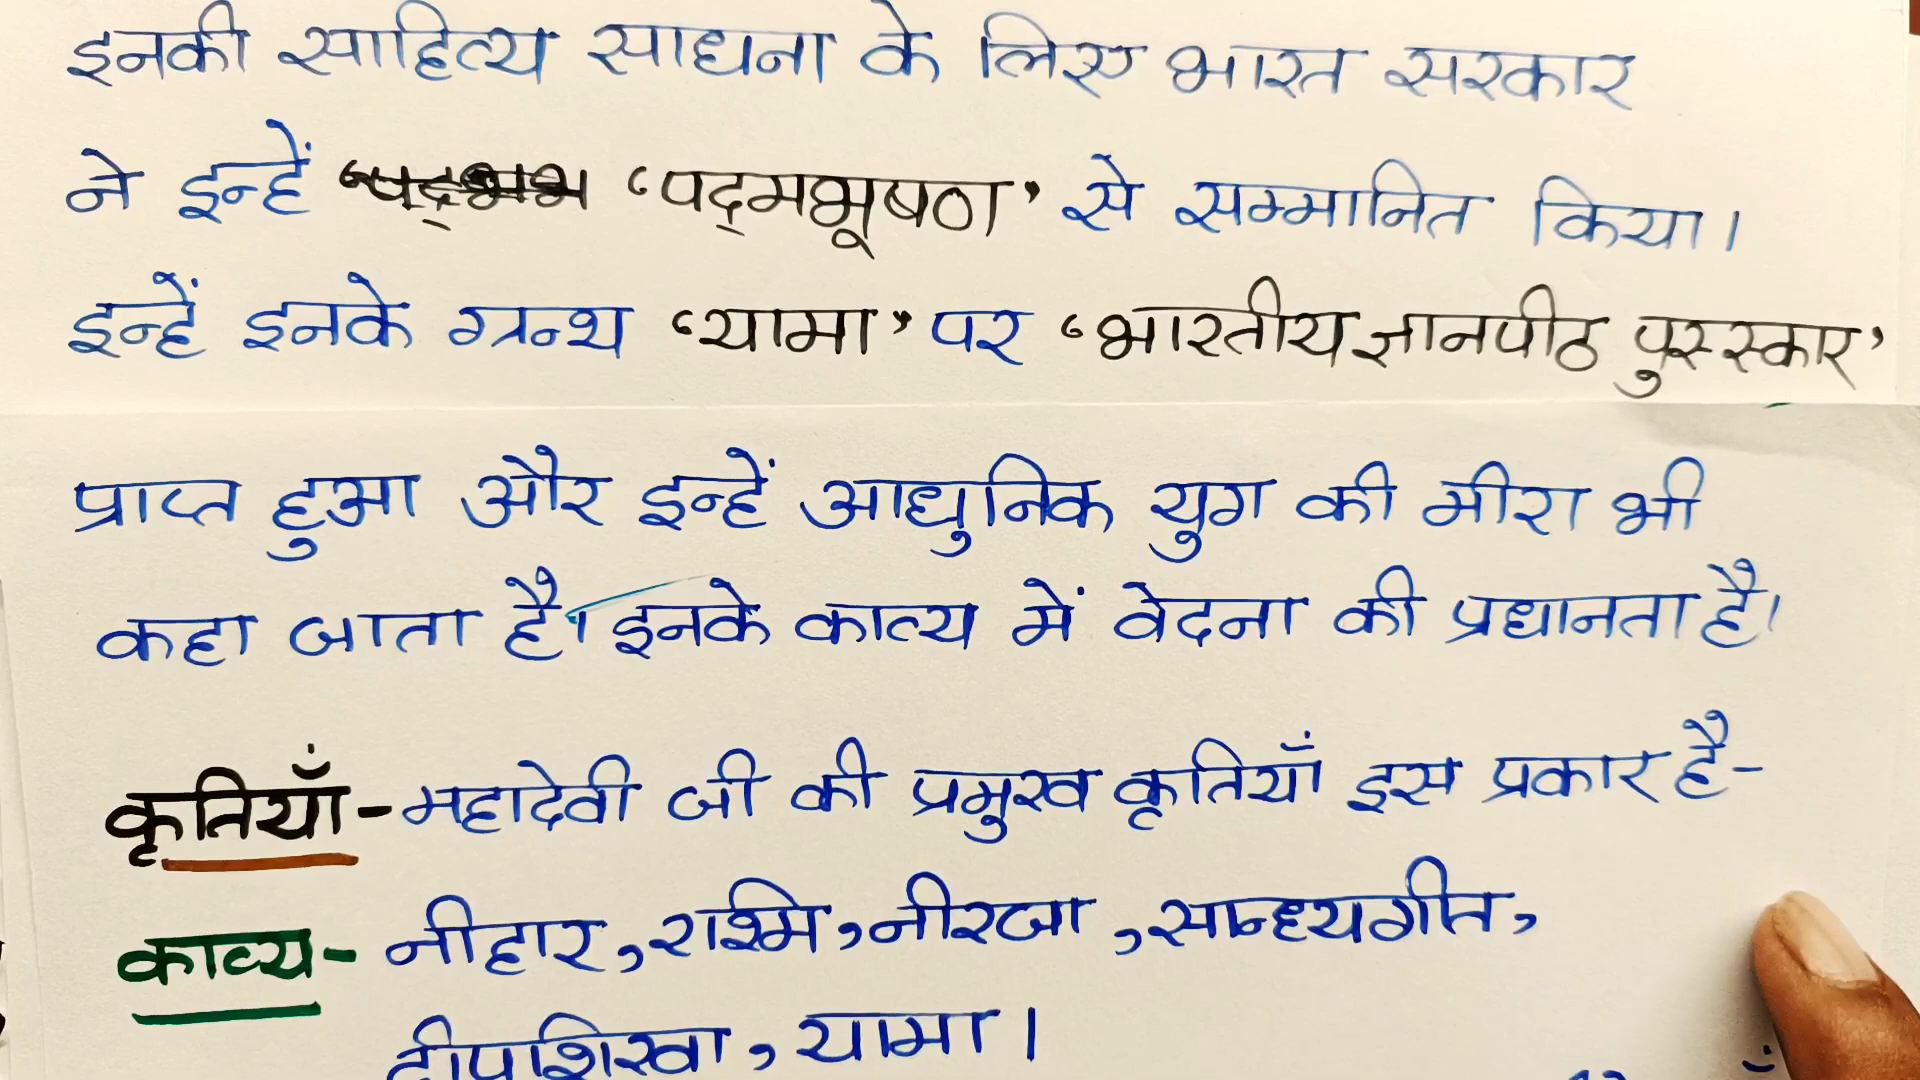 इनकी साहित्य साधना के लिए भारत सरकार
ने इन्हें 'पद्मभूषण' से सम्मानित किया।
इन्हें इनके ग्रन्थ 'यामा' पर 'भारतीय ज्ञानपीठ पुरस्कार'
प्राप्त हुआ और इन्हें आधुनिक युग की मीरा भी
कहा जाता है। इनके काव्य में वेदना की प्रधानता है।
कृतियाँ - महादेवी जी की प्रमुख कृतियाँ इस प्रकार है -
काव्य - नीहार, रश्मि, नीरजा, सान्ध्यगीत,
दीपशिखा, यामा।